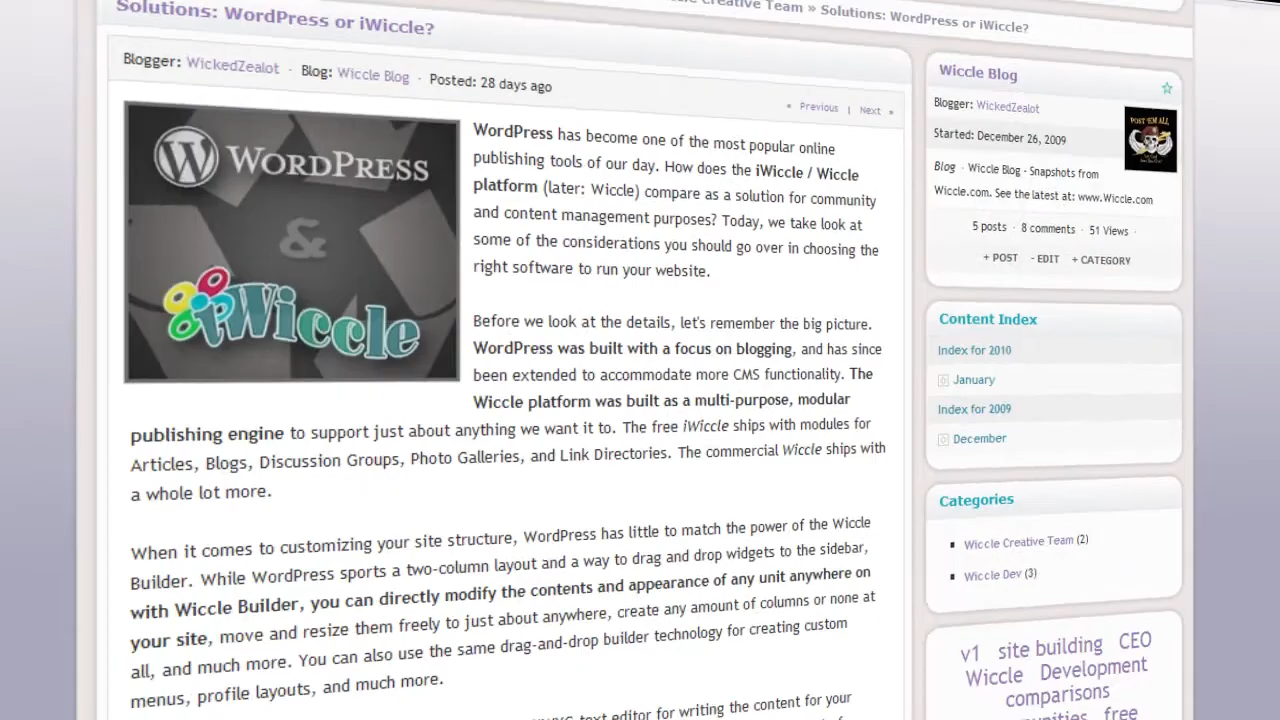 Creative Team » Solutions: WordPress or iWiccle?
Solutions: WordPress or iWiccle?
Blogger: WickedZealot · Blog: Wiccle Blog · Posted: 28 days ago
« Previous | Next »
WORDPRESS
&
iWiccle
WordPress has become one of the most popular online
publishing tools of our day. How does the iWiccle / Wiccle
platform (later: Wiccle) compare as a solution for community
and content management purposes? Today, we take look at
some of the considerations you should go over in choosing the
right software to run your website.
Before we look at the details, let's remember the big picture.
WordPress was built with a focus on blogging, and has since
been extended to accommodate more CMS functionality. The
Wiccle platform was built as a multi-purpose, modular
publishing engine to support just about anything we want it to. The free iWiccle ships with modules for
Articles, Blogs, Discussion Groups, Photo Galleries, and Link Directories. The commercial Wiccle ships with
a whole lot more.
When it comes to customizing your site structure, WordPress has little to match the power of the Wiccle
Builder. While WordPress sports a two-column layout and a way to drag and drop widgets to the sidebar,
with Wiccle Builder, you can directly modify the contents and appearance of any unit anywhere on
your site, move and resize them freely to just about anywhere, create any amount of columns or none at
all, and much more. You can also use the same drag-and-drop builder technology for creating custom
menus, profile layouts, and much more.
text editor for writing the content for your
Wiccle Blog
Blogger: WickedZealot
POST 'EM ALL
Started: December 26, 2009
Blog · Wiccle Blog - Snapshots from
Wiccle.com. See the latest at: www.Wiccle.com
5 posts · 8 comments · 51 Views ·
+ POST - EDIT + CATEGORY
Content Index
Index for 2010
January
Index for 2009
December
Categories
Wiccle Creative Team (2)
Wiccle Dev (3)
v1 site building CEO
Wiccle Development
comparisons
free